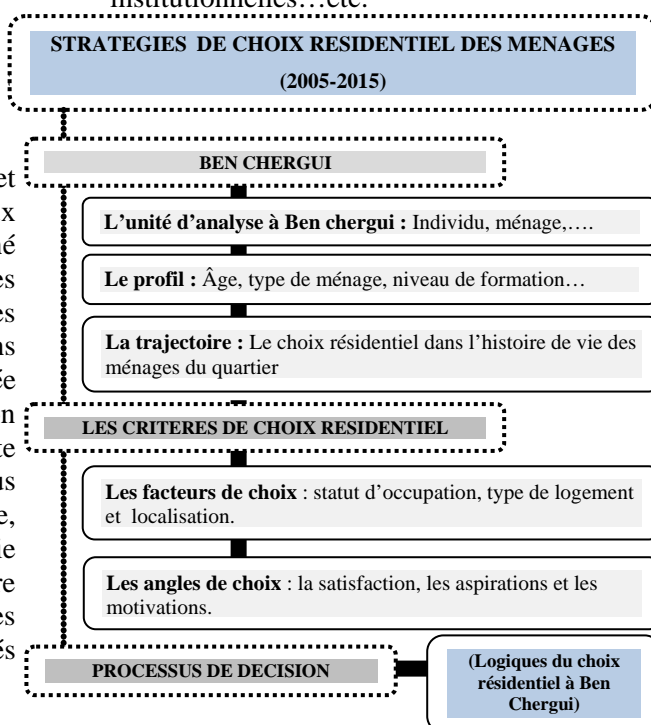 institutionnelles…etc.
STRATEGIES DE CHOIX RESIDENTIEL DES MENAGES
(2005-2015)
BEN CHERGUI
L’unité d’analyse à Ben chergui : Individu, ménage,….
Le profil : Âge, type de ménage, niveau de formation…
La trajectoire : Le choix résidentiel dans l’histoire de vie des
ménages du quartier
LES CRITERES DE CHOIX RESIDENTIEL
Les facteurs de choix : statut d’occupation, type de logement
et localisation.
Les angles de choix : la satisfaction, les aspirations et les
motivations.
PROCESSUS DE DECISION
(Logiques du choix
résidentiel à Ben
Chergui)
et